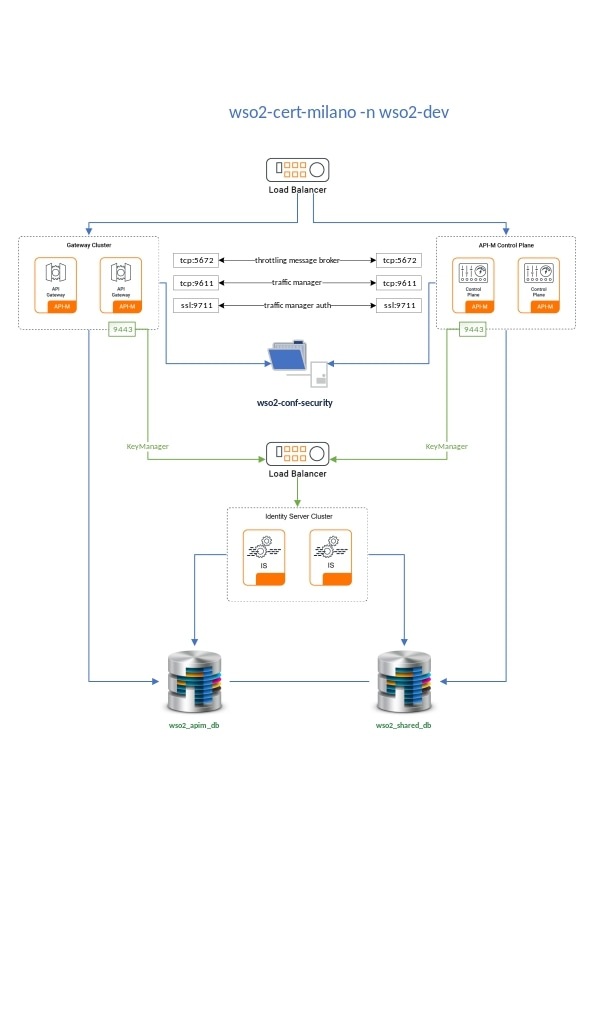 wso2-cert-milano -n wso2-dev
Load Balancer
Gateway Cluster
API
Gateway
API-M
API
Gateway
API-M
9443
tcp:5672
throttling message broker
tcp:5672
tcp:9611
traffic manager
tcp:9611
ssl:9711
traffic manager auth
ssl:9711
API-M Control Plane
Control
Plane
API-M
Control
Plane
API-M
9443
wso2-conf-security
KeyManager
KeyManager
Load Balancer
Identity Server Cluster
IS
IS
wso2_apim_db
wso2_shared_db